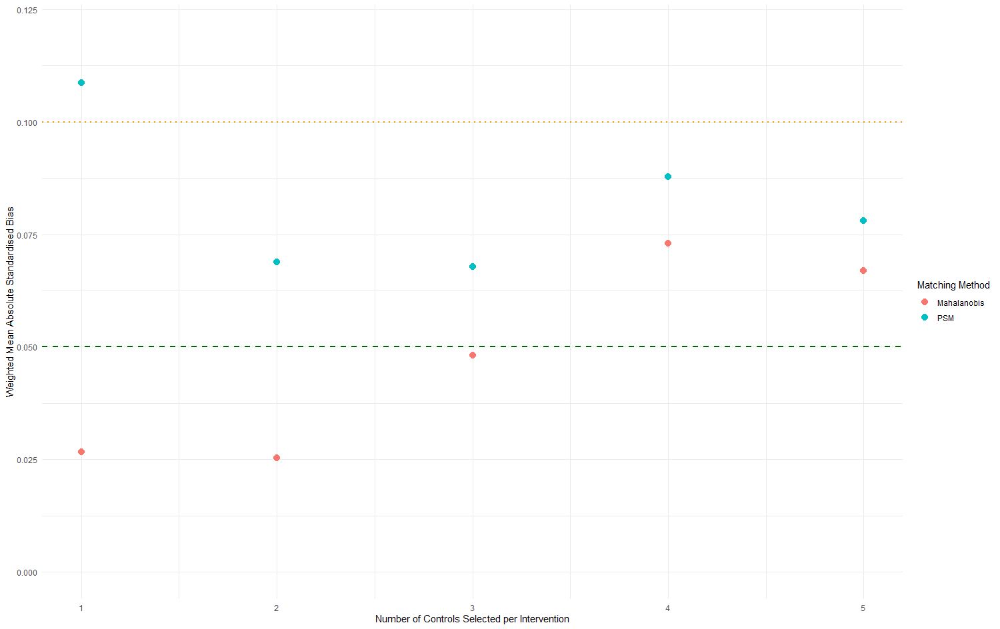 0.125
0.100
0.075
0.050
0.025
0.000
Weighted Mean Absolute Standardised Bias
1 2 3 4 5
Number of Controls Selected per Intervention
Matching Method
Mahalanobis
PSM